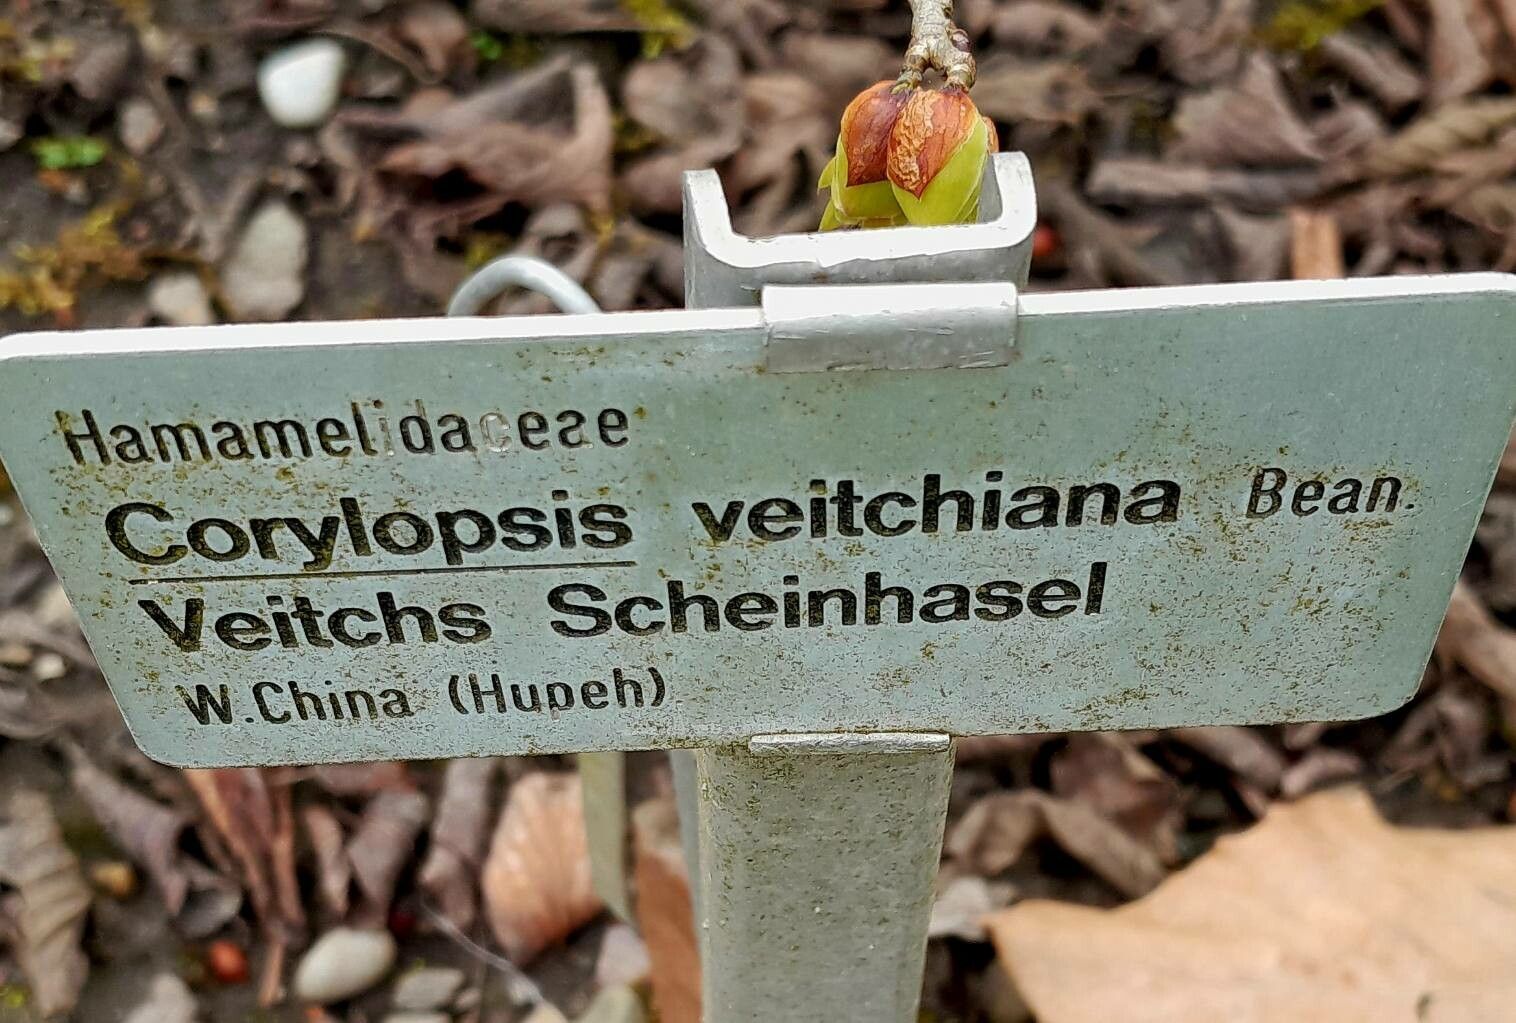 Hamamelidaceae
Corylopsis veitchiana Bean.
Veitchs Scheinhasel
W.China (Hupeh)